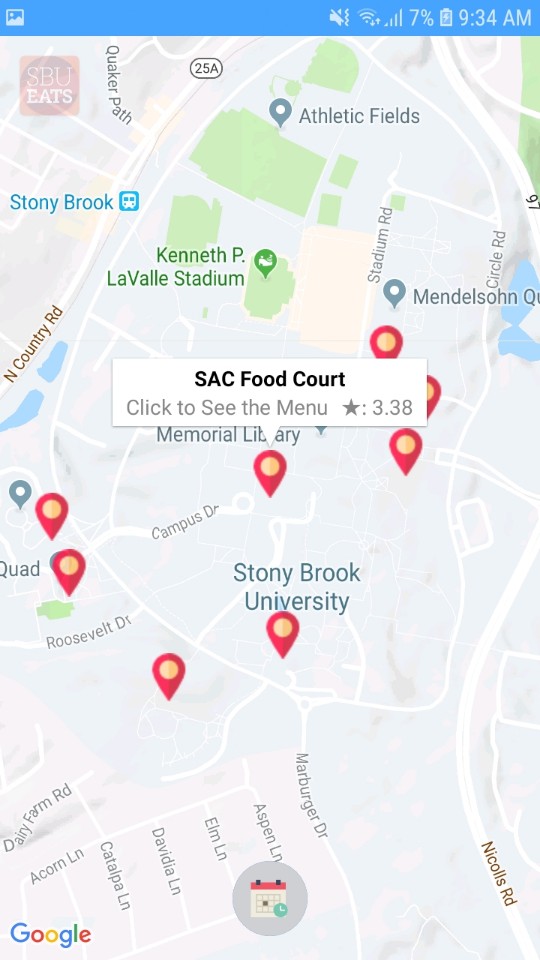 7% 9:34 AM
SBU
EATS
Quaker Path
25A
Athletic Fields
97
Stony Brook
Stadium Rd
Circle Rd
Kenneth P.
LaValle Stadium
Mendelsohn Qu
N Country Rd
SAC Food Court
Click to See the Menu ★: 3.38
Memorial Library
Campus Dr
Quad
Stony Brook
University
Roosevelt Dr
Marburger Dr
Dairy Farm Rd
Acorn Ln
Catalpa Ln
Davidia Ln
Elm Ln
Aspen Ln
Nicolls Rd
Google